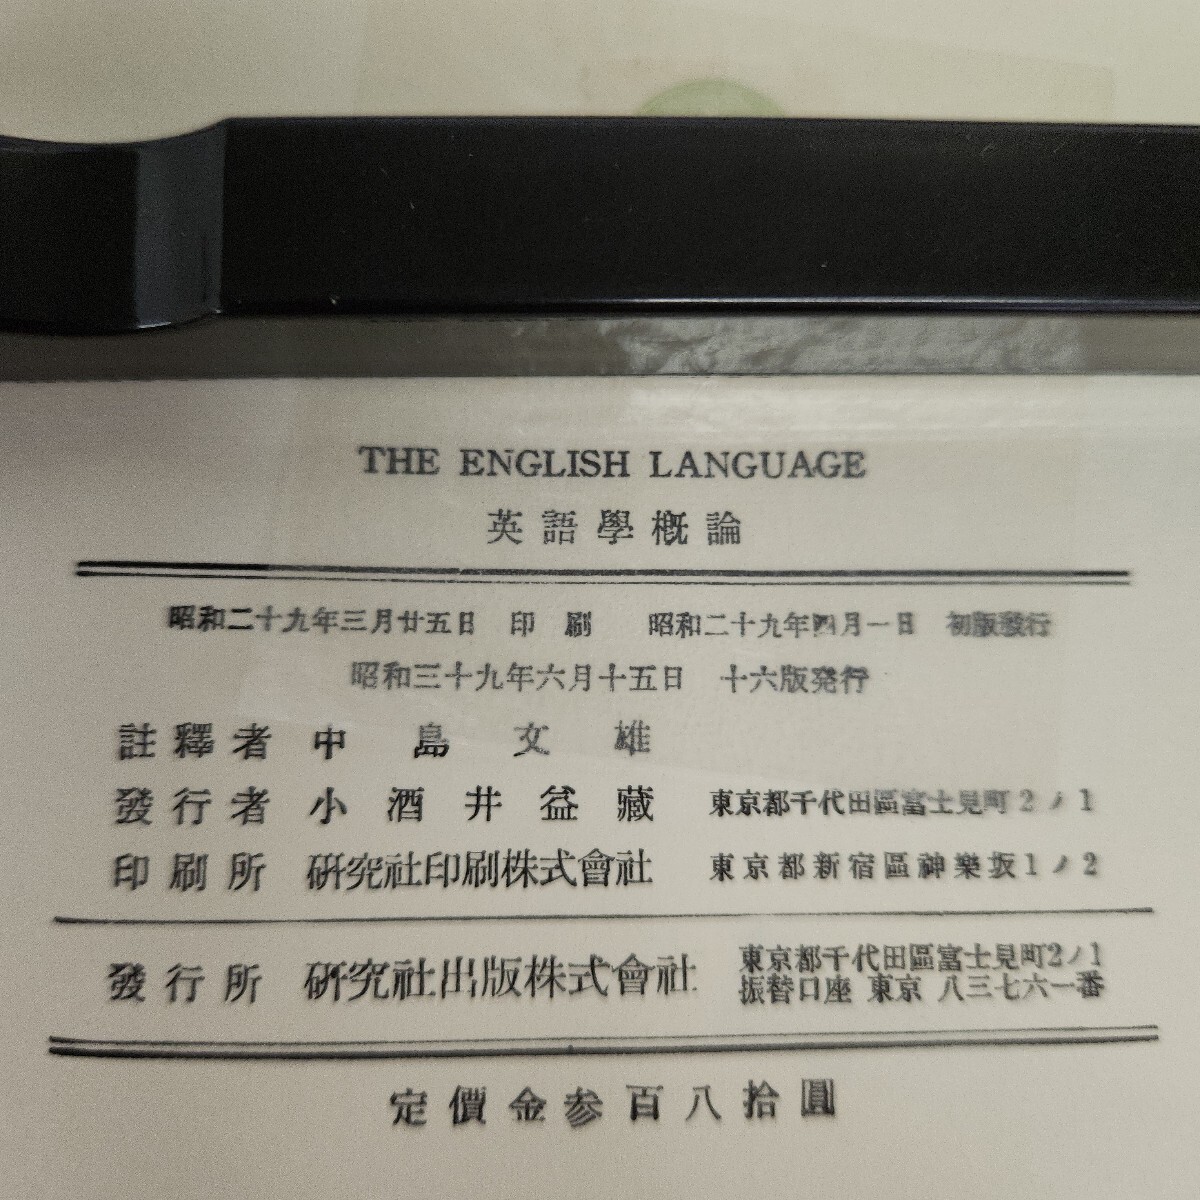 THE ENGLISH LANGUAGE
英語學概論
昭和二十九年三月廿五日 印刷 昭和二十九年四月一日 初版發行
昭和三十九年六月十五日 十六版発行
註釋者 中島文雄
發行者 小酒井益藏 東京都千代田區富士見町2ノ1
印刷所 研究社印刷株式會社 東京都新宿區神樂坂1ノ2
發行所 研究社出版株式會社 東京都千代田區富士見町2ノ1
振替口座 東京 八三七六一番
定價金参百八拾圓